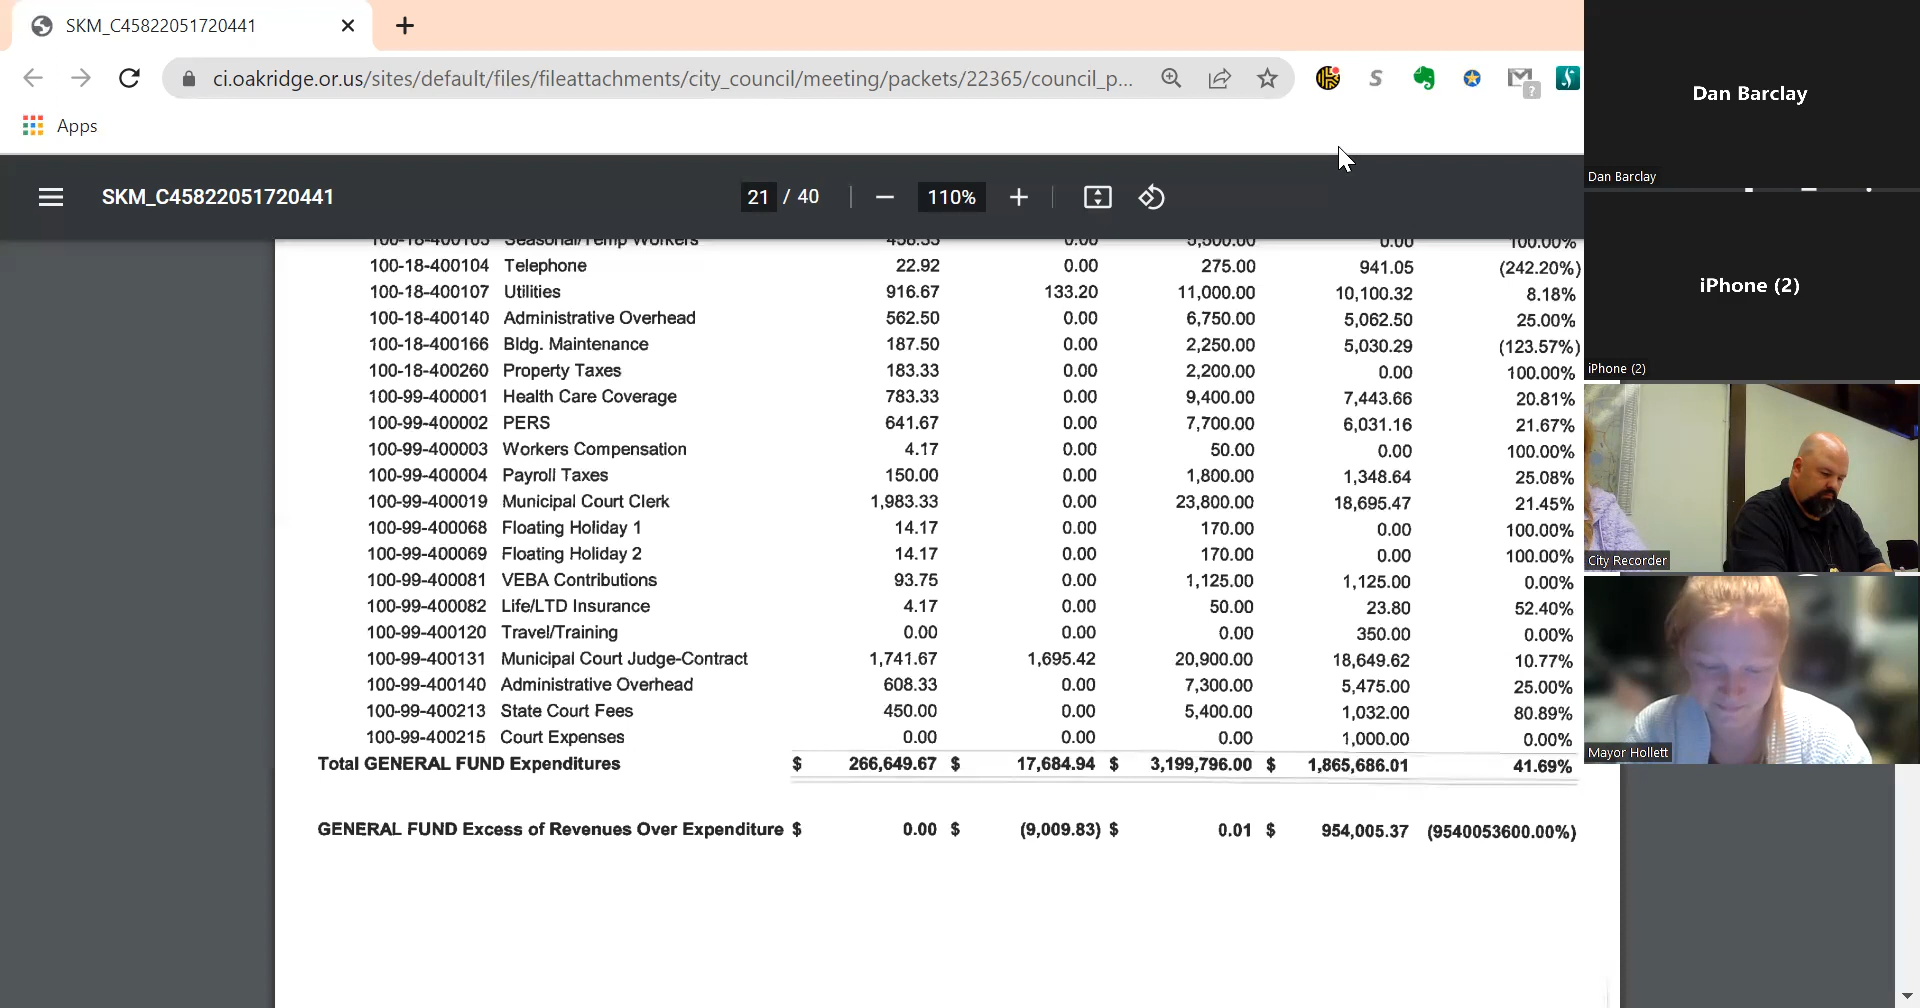 SKM_C45822051720441
ci.oakridge.or.us/sites/default/files/fileattachments/city_council/meeting/packets/22365/council_p...
Apps
SKM_C45822051720441 21 / 40 110%
100-18-400103 Seasonal/Temp Workers 458.33 0.00 5,500.00 0.00 100.00%
100-18-400104 Telephone 22.92 0.00 275.00 941.05 (242.20%)
100-18-400107 Utilities 916.67 133.20 11,000.00 10,100.32 8.18%
100-18-400140 Administrative Overhead 562.50 0.00 6,750.00 5,062.50 25.00%
100-18-400166 Bldg. Maintenance 187.50 0.00 2,250.00 5,030.29 (123.57%)
100-18-400260 Property Taxes 183.33 0.00 2,200.00 0.00 100.00%
100-99-400001 Health Care Coverage 783.33 0.00 9,400.00 7,443.66 20.81%
100-99-400002 PERS 641.67 0.00 7,700.00 6,031.16 21.67%
100-99-400003 Workers Compensation 4.17 0.00 50.00 0.00 100.00%
100-99-400004 Payroll Taxes 150.00 0.00 1,800.00 1,348.64 25.08%
100-99-400019 Municipal Court Clerk 1,983.33 0.00 23,800.00 18,695.47 21.45%
100-99-400068 Floating Holiday 1 14.17 0.00 170.00 0.00 100.00%
100-99-400069 Floating Holiday 2 14.17 0.00 170.00 0.00 100.00%
100-99-400081 VEBA Contributions 93.75 0.00 1,125.00 1,125.00 0.00%
100-99-400082 Life/LTD Insurance 4.17 0.00 50.00 23.80 52.40%
100-99-400120 Travel/Training 0.00 0.00 0.00 350.00 0.00%
100-99-400131 Municipal Court Judge-Contract 1,741.67 1,695.42 20,900.00 18,649.62 10.77%
100-99-400140 Administrative Overhead 608.33 0.00 7,300.00 5,475.00 25.00%
100-99-400213 State Court Fees 450.00 0.00 5,400.00 1,032.00 80.89%
100-99-400215 Court Expenses 0.00 0.00 0.00 1,000.00 0.00%
Total GENERAL FUND Expenditures $ 266,649.67 $ 17,684.94 $ 3,199,796.00 $ 1,865,686.01 41.69%
GENERAL FUND Excess of Revenues Over Expenditure $ 0.00 $ (9,009.83) $ 0.01 $ 954,005.37 (9540053600.00%)
Dan Barclay
Dan Barclay
iPhone (2)
iPhone (2)
City Recorder
Mayor Hollett